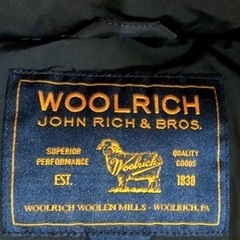 WOOLRICH
JOHN RICH & BROS.
SUPERIOR PERFORMANCE
Woolrich
QUALITY GOODS
EST. 1830
WOOLRICH WOOLEN MILLS - WOOLRICH, PA